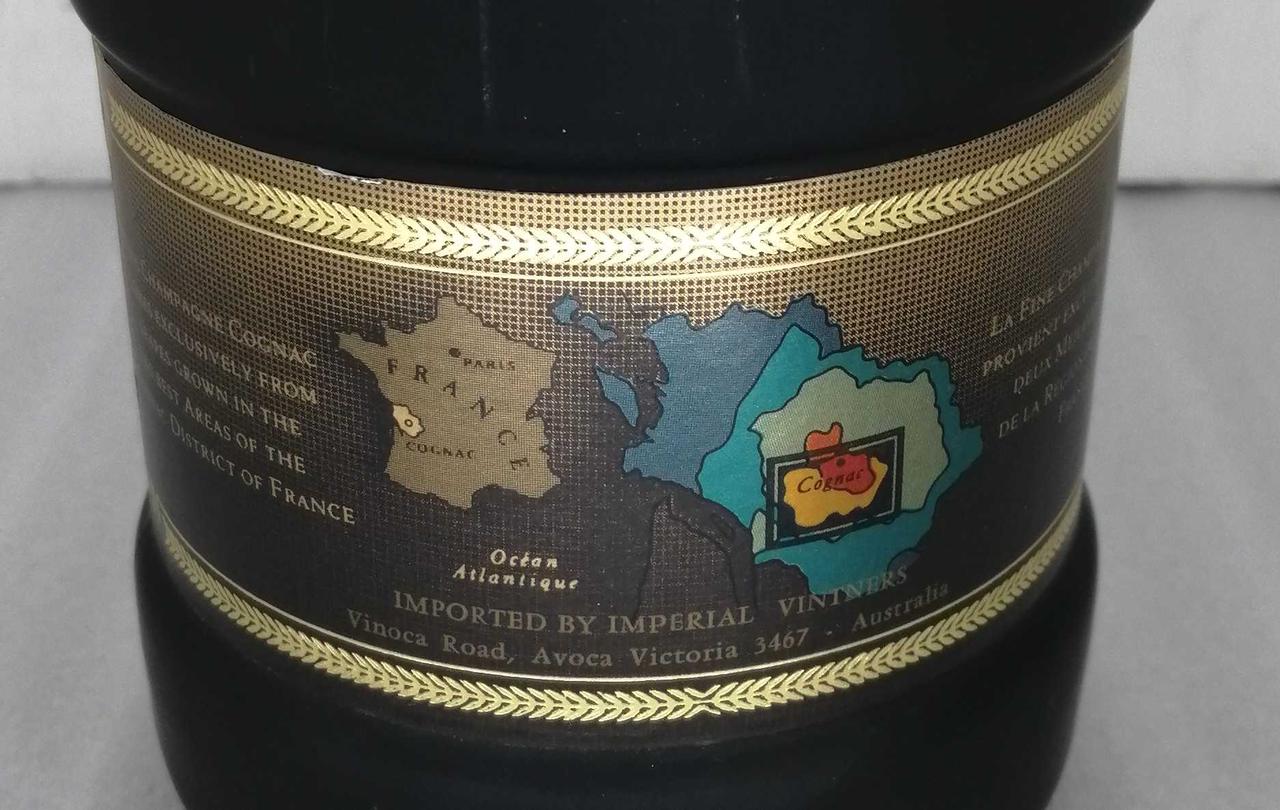 CHAMPAGNE COGNAC
EXCLUSIVELY FROM
GROWN IN THE
AREAS OF THE
DISTRICT OF FRANCE
FRANCE
PARIS
COGNAC
Océan
Atlantique
Cognac
LA FINE
PROVIENT
DEUX
DE LA
IMPORTED BY IMPERIAL VINTNERS
Vinoca Road, Avoca Victoria 3467 - Australia